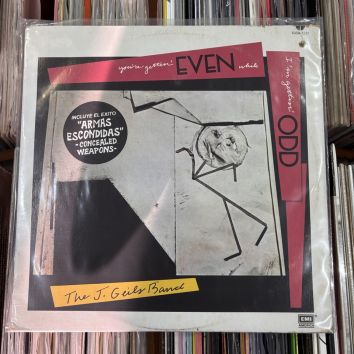 you're gettin' EVEN while
I'm gettin' ODD
INCLUYE EL EXITO
"ARMAS
ESCONDIDAS"
-CONCEALED
WEAPONS-
The J. Geils Band
EMI